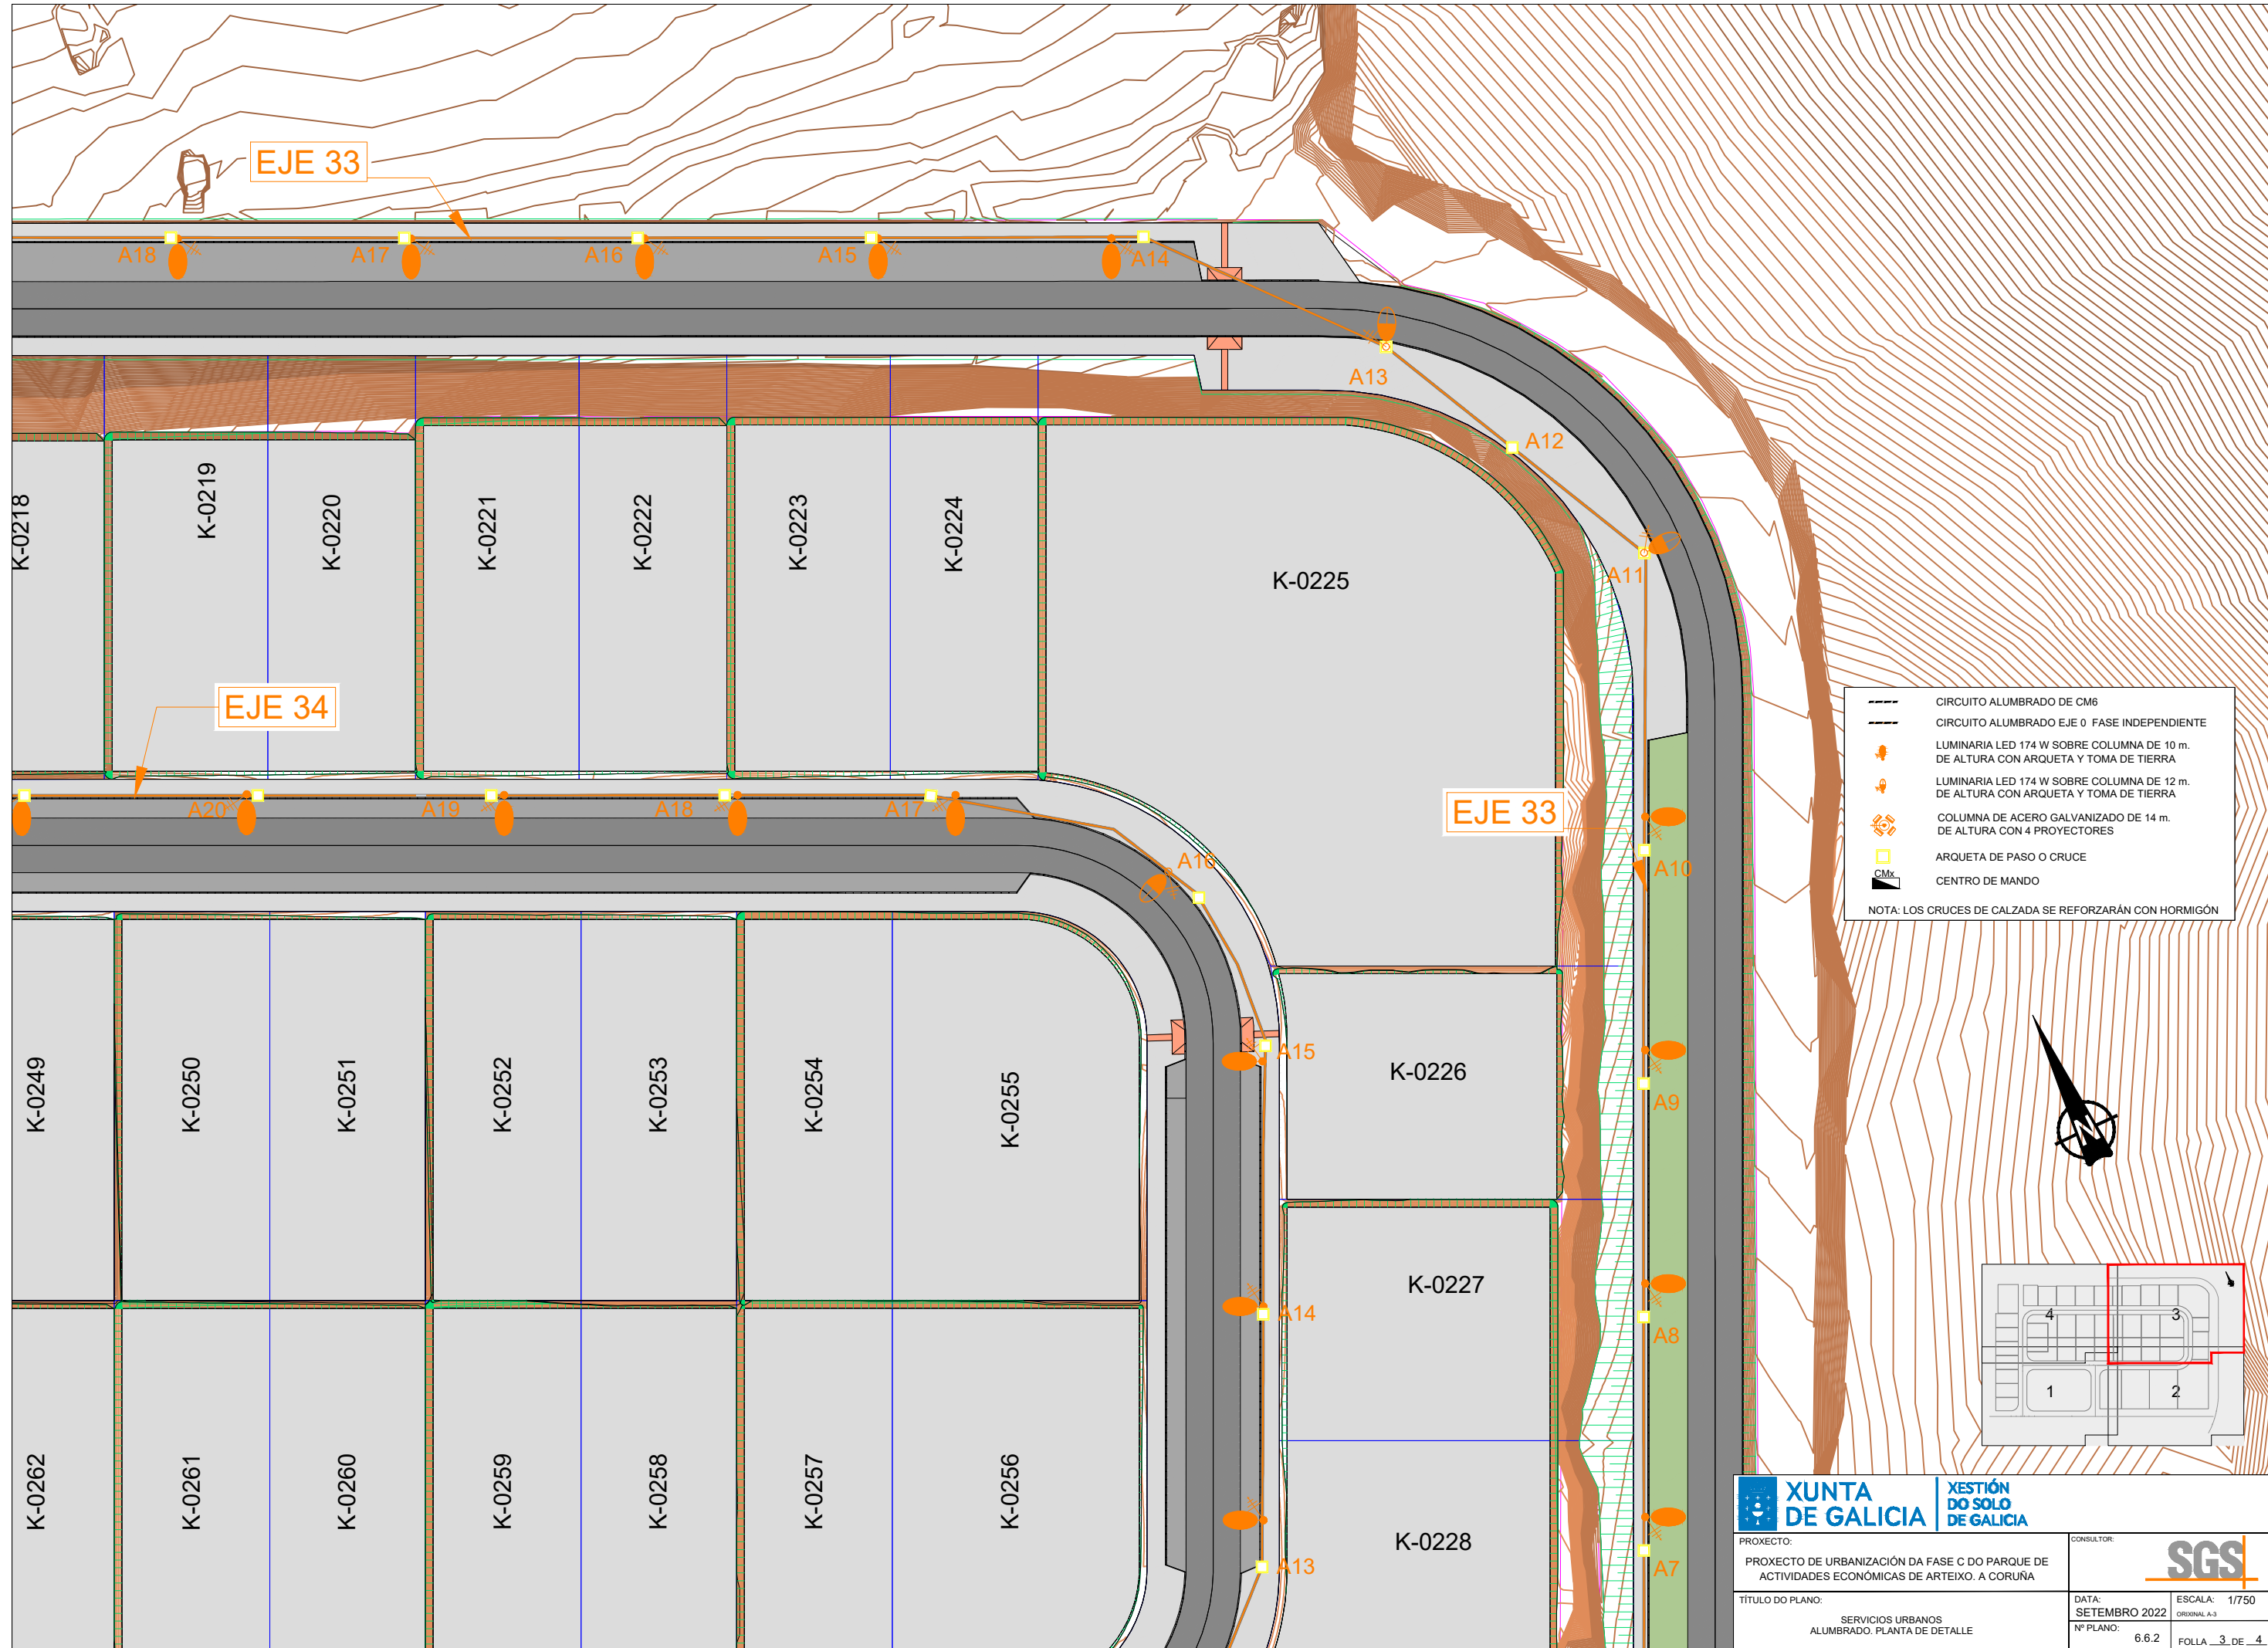 EJE 33
A18
A17
A16
A15
A14
A13
A12
A11
K-0218
K-0219
K-0220
K-0221
K-0222
K-0223
K-0224
K-0225
EJE 34
A20
A19
A18
A17
A16
EJE 33
A10
CIRCUITO ALUMBRADO DE CM6
CIRCUITO ALUMBRADO EJE 0 FASE INDEPENDIENTE
LUMINARIA LED 174 W SOBRE COLUMNA DE 10 m.
DE ALTURA CON ARQUETA Y TOMA DE TIERRA
LUMINARIA LED 174 W SOBRE COLUMNA DE 12 m.
DE ALTURA CON ARQUETA Y TOMA DE TIERRA
COLUMNA DE ACERO GALVANIZADO DE 14 m.
DE ALTURA CON 4 PROYECTORES
ARQUETA DE PASO O CRUCE
CMx
CENTRO DE MANDO
NOTA: LOS CRUCES DE CALZADA SE REFORZARÁN CON HORMIGÓN
K-0249
K-0250
K-0251
K-0252
K-0253
K-0254
K-0255
A15
K-0226
A9
K-0227
A14
A8
4
3
1
2
K-0262
K-0261
K-0260
K-0259
K-0258
K-0257
K-0256
A13
K-0228
A7
XUNTA
DE GALICIA
XESTIÓN
DO SOLO
DE GALICIA
PROXECTO:
PROXECTO DE URBANIZACIÓN DA FASE C DO PARQUE DE
ACTIVIDADES ECONÓMICAS DE ARTEIXO. A CORUÑA
CONSULTOR:
SGS
TÍTULO DO PLANO:
SERVICIOS URBANOS
ALUMBRADO. PLANTA DE DETALLE
DATA:
SETEMBRO 2022
ESCALA: 1/750
ORIXINAL A-3
Nº PLANO:
6.6.2
FOLLA 3 DE 4